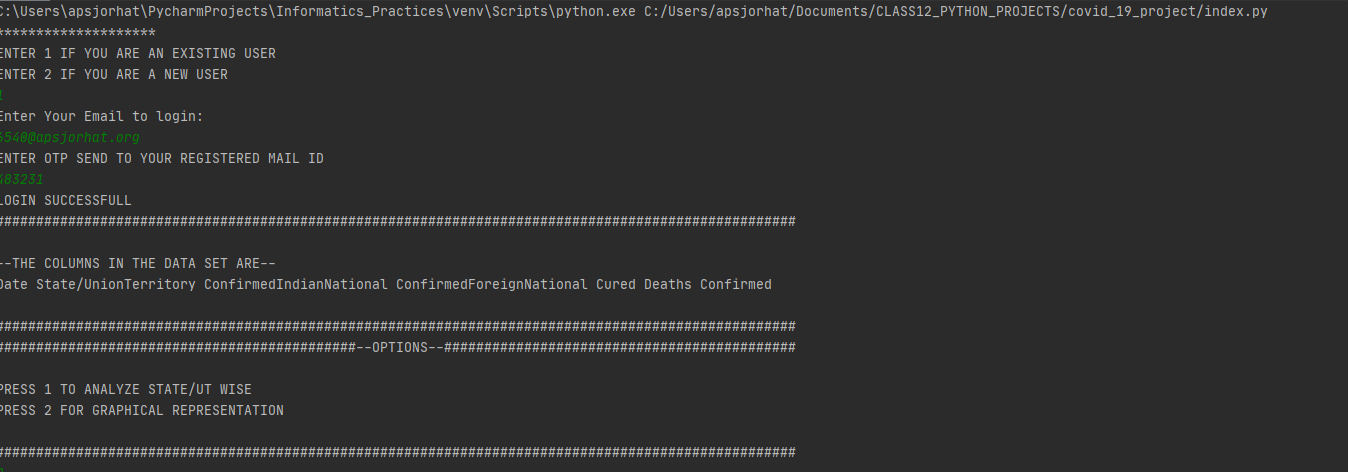 C:\Users\apsjorhat\PycharmProjects\Informatics_Practices\venv\Scripts\python.exe C:/Users/apsjorhat/Documents/CLASS12_PYTHON_PROJECTS/covid_19_project/index.py
********************
ENTER 1 IF YOU ARE AN EXISTING USER
ENTER 2 IF YOU ARE A NEW USER
1
Enter Your Email to login:
6540@apsjorhat.org
ENTER OTP SEND TO YOUR REGISTERED MAIL ID
483231
LOGIN SUCCESSFULL
####################################################################################################
--THE COLUMNS IN THE DATA SET ARE--
Date State/UnionTerritory ConfirmedIndianNational ConfirmedForeignNational Cured Deaths Confirmed
####################################################################################################
#############################################--OPTIONS--############################################
PRESS 1 TO ANALYZE STATE/UT WISE
PRESS 2 FOR GRAPHICAL REPRESENTATION
####################################################################################################